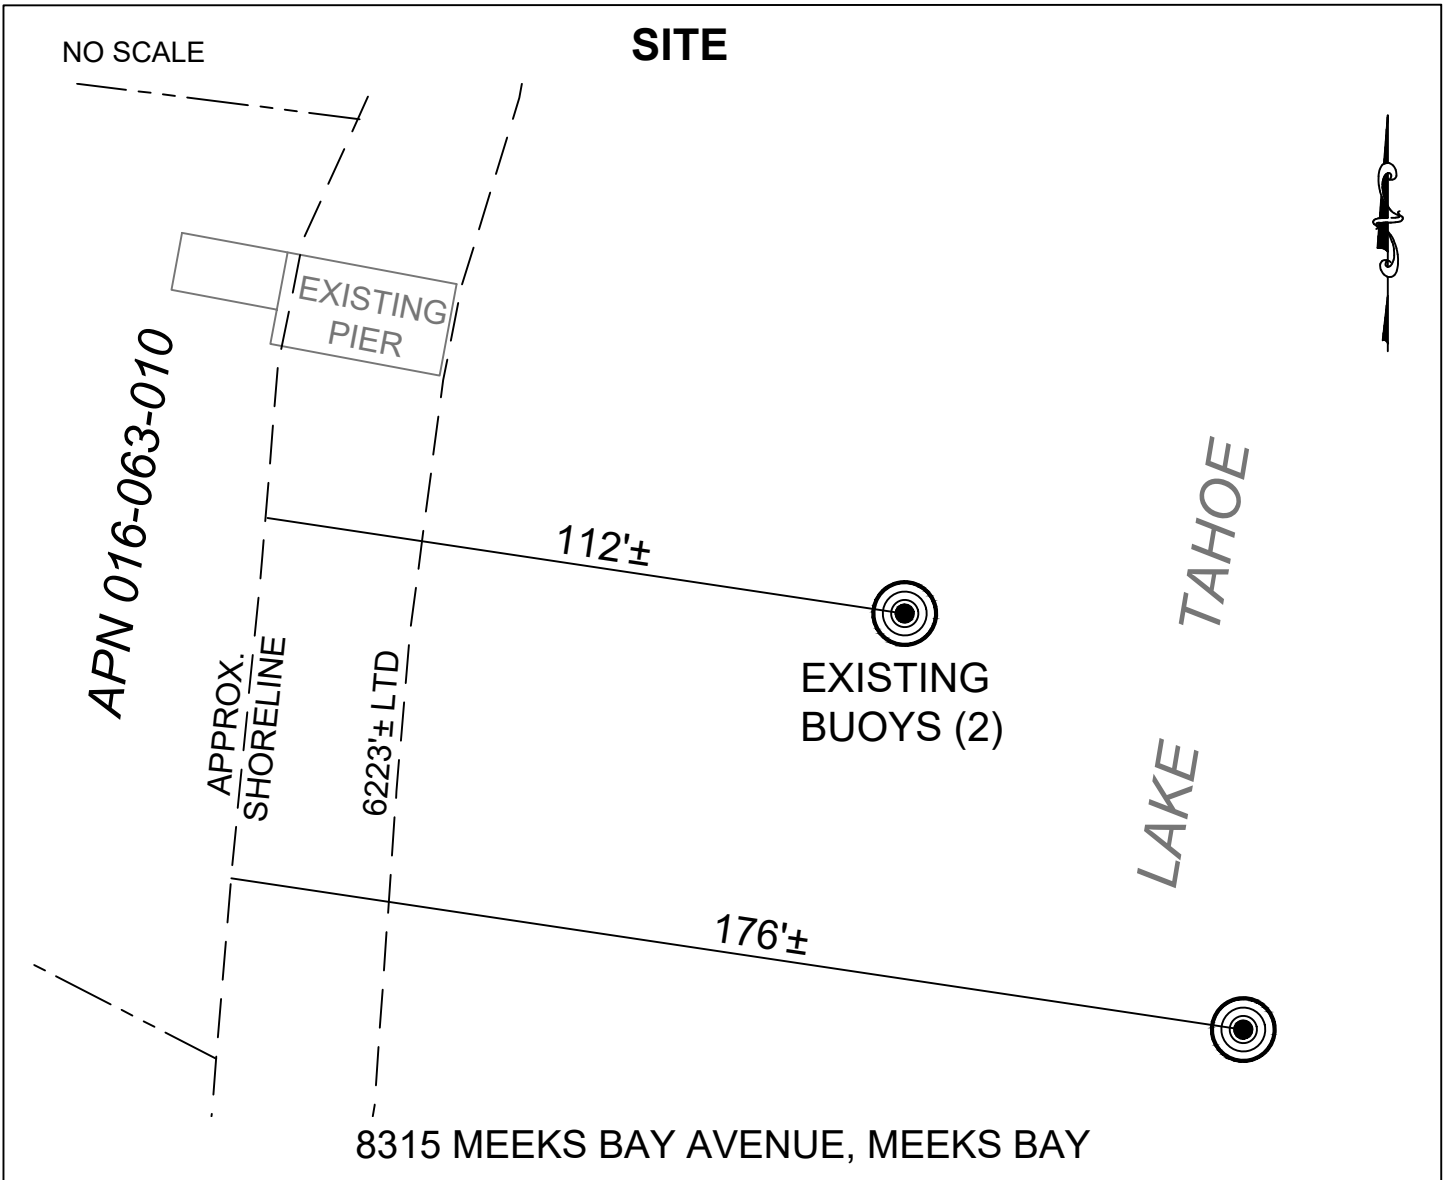 NO SCALE
SITE
EXISTING
PIER
APN 016-063-010
112'±
EXISTING
BUOYS (2)
APPROX.
SHORELINE
6223'± LTD
LAKE TAHOE
176'±
8315 MEEKS BAY AVENUE, MEEKS BAY